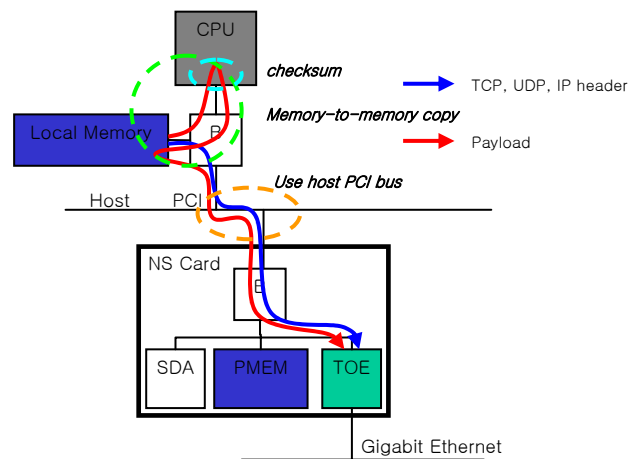 CPU
checksum
TCP, UDP, IP header
Local Memory
B
Memory-to-memory copy
Payload
Use host PCI bus
Host
PCI
NS Card
B
SDA
PMEM
TOE
Gigabit Ethernet